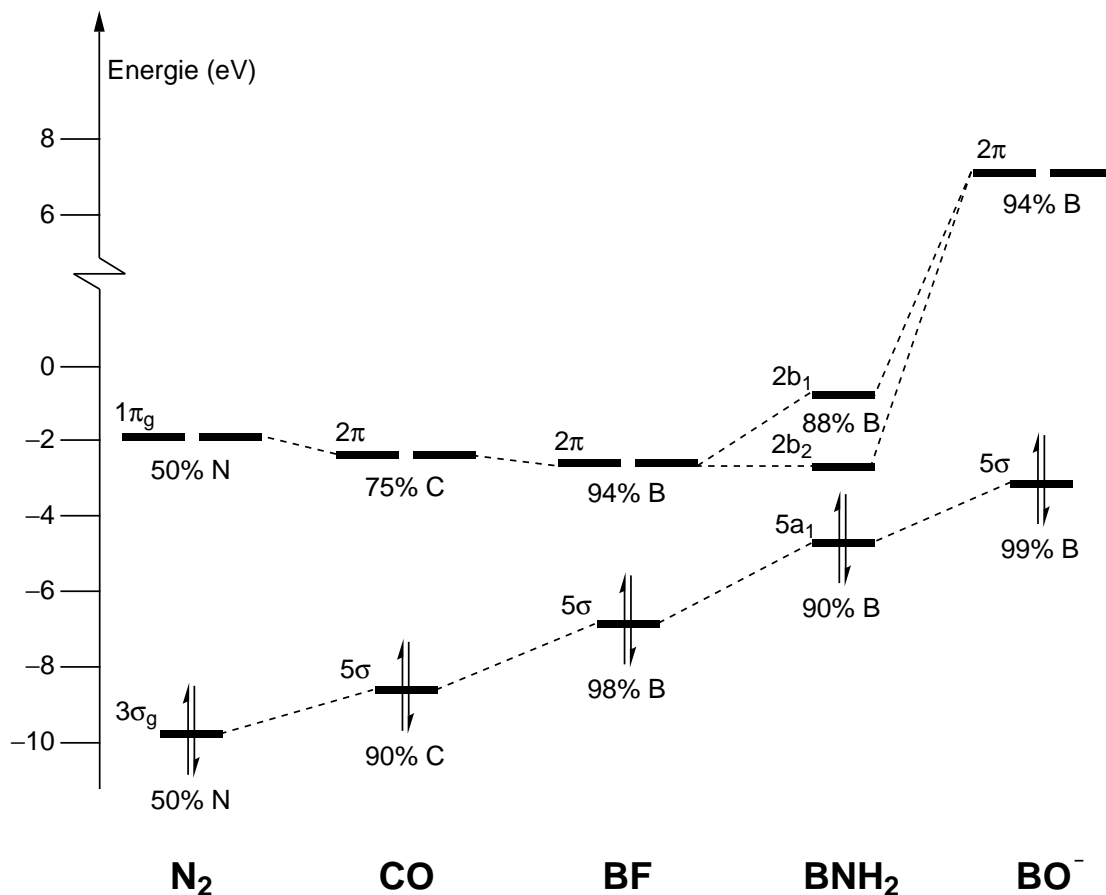 Energie (eV)
8
6
0
−2
−4
−6
−8
−10
1πg
50% N
3σg
50% N
2π
75% C
5σ
90% C
2π
94% B
5σ
98% B
2b1
88% B
2b2
5a1
90% B
2π
94% B
5σ
99% B
N2
CO
BF
BNH2
BO−